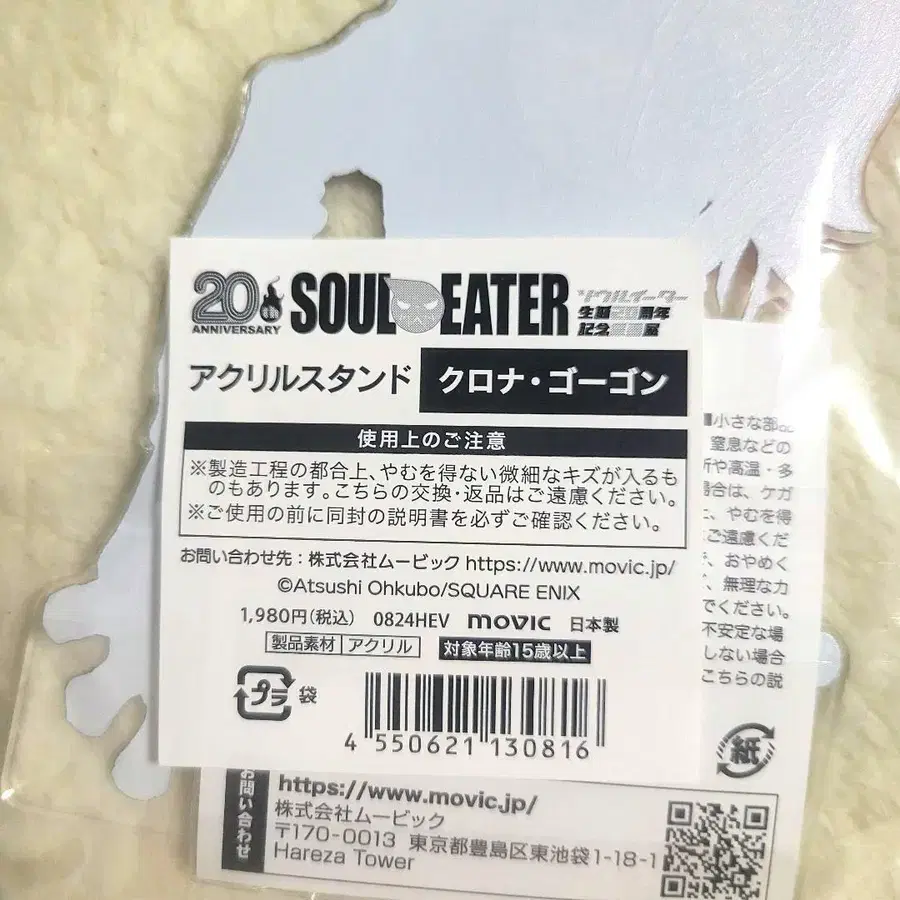 20th
ANNIVERSARY
SOUL EATER
ソウルイーター
生誕20周年
記念展
アクリルスタンド
クロナ・ゴーゴン
使用上のご注意
※製造工程の都合上、やむを得ない微細なキズが入るも
のもあります。こちらの交換・返品はご遠慮ください。
※ご使用の前に同封の説明書を必ずご確認ください。
お問い合わせ先：株式会社ムービック https://www.movic.jp/
©Atsushi Ohkubo/SQUARE ENIX
1,980円（税込） 0824HEV movic 日本製
製品素材 アクリル 対象年齢15歳以上
プラ 袋
4 550621 130816
■小さな部品
窒息などの
所や高温・多
場合は、ケガ
と、やむを得
ご遠慮くだ
で、おやめく
無理な力
でください。
不安定な場
しない場合
こちらの説
紙
お問い合わせ
https://www.movic.jp/
株式会社ムービック
〒170-0013 東京都豊島区東池袋1-18-1
Hareza Tower